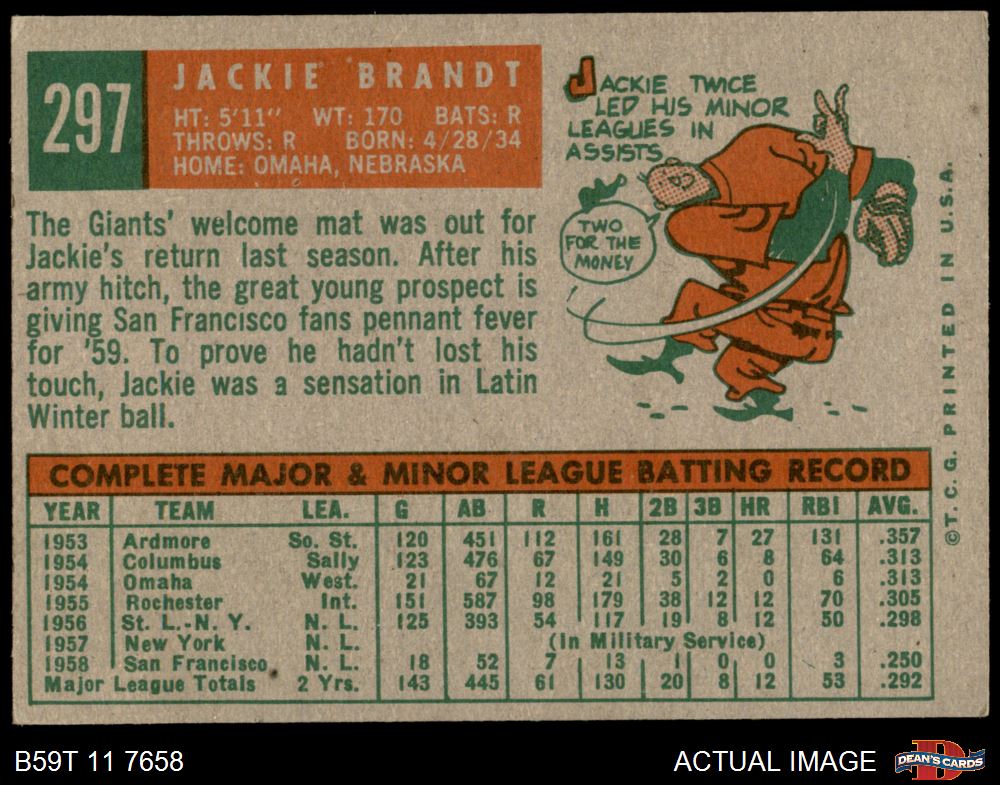 297
JACKIE BRANDT
HT: 5'11" WT: 170 BATS: R
THROWS: R BORN: 4/28/34
HOME: OMAHA, NEBRASKA
JACKIE TWICE
LED HIS MINOR
LEAGUES IN
ASSISTS
TWO
FOR THE
MONEY
The Giants' welcome mat was out for
Jackie's return last season. After his
army hitch, the great young prospect is
giving San Francisco fans pennant fever
for '59. To prove he hadn't lost his
touch, Jackie was a sensation in Latin
Winter ball.
COMPLETE MAJOR & MINOR LEAGUE BATTING RECORD
YEAR TEAM LEA. G AB R H 2B 3B HR RBI AVG.
1953 Ardmore So. St. 120 451 112 161 28 7 27 131 .357
1954 Columbus Sally 123 476 67 149 30 6 8 64 .313
1954 Omaha West. 21 67 12 21 5 2 0 6 .313
1955 Rochester Int. 151 587 98 179 38 12 12 70 .305
1956 St. L.-N. Y. N. L. 125 393 54 117 19 8 12 50 .298
1957 New York N. L. (In Military Service)
1958 San Francisco N. L. 18 52 7 13 1 0 0 3 .250
Major League Totals 2 Yrs. 143 445 61 130 20 8 12 53 .292
©T. C. G. PRINTED IN U.S.A.
B59T 11 7658
ACTUAL IMAGE
DEAN'S CARDS